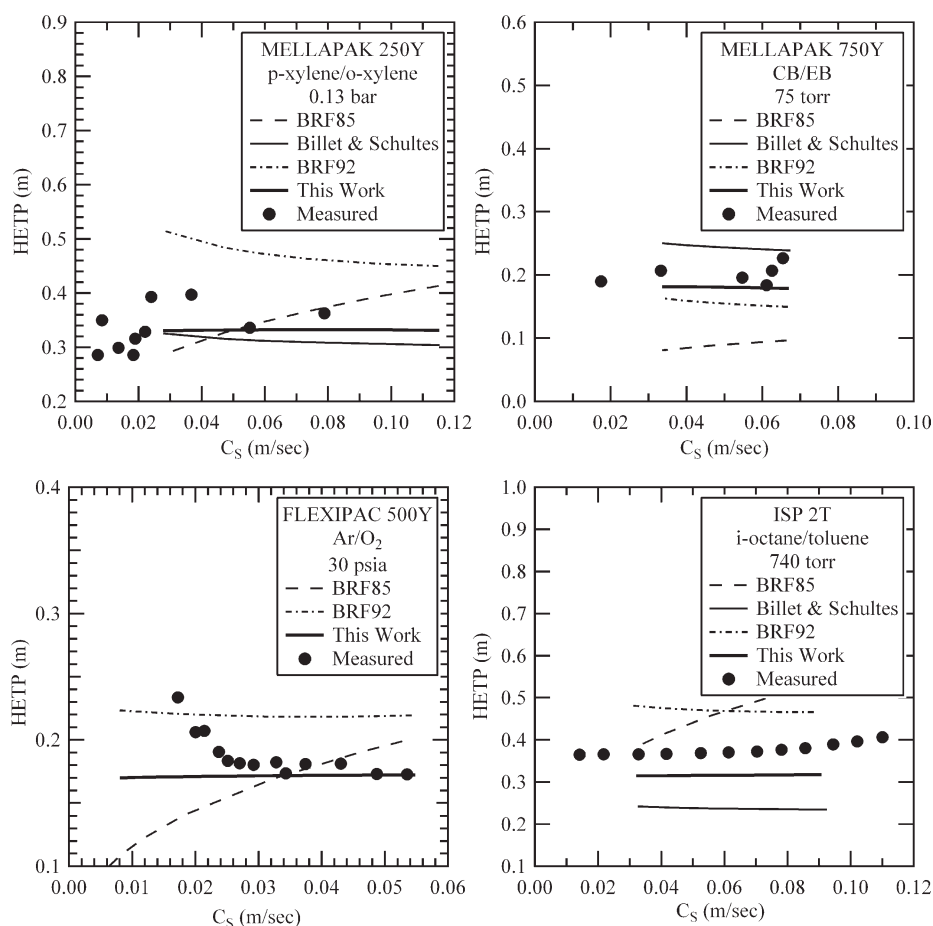 0.9
0.8
0.7
0.6
0.5
0.4
0.3
0.2
HETP (m)
MELLAPAK 250Y
p-xylene/o-xylene
0.13 bar
BRF85
Billet & Schultes
BRF92
This Work
Measured
0.00 0.02 0.04 0.06 0.08 0.10 0.12
C_S (m/sec)
0.6
0.5
0.4
0.3
0.2
0.1
0.0
HETP (m)
MELLAPAK 750Y
CB/EB
75 torr
BRF85
Billet & Schultes
BRF92
This Work
Measured
0.00 0.02 0.04 0.06 0.08 0.10
C_S (m/sec)
0.4
0.3
0.2
0.1
HETP (m)
FLEXIPAC 500Y
Ar/O₂
30 psia
BRF85
BRF92
This Work
Measured
0.00 0.01 0.02 0.03 0.04 0.05 0.06
C_S (m/sec)
1.0
0.9
0.8
0.7
0.6
0.5
0.4
0.3
0.2
0.1
HETP (m)
ISP 2T
i-octane/toluene
740 torr
BRF85
Billet & Schultes
BRF92
This Work
Measured
0.00 0.02 0.04 0.06 0.08 0.10 0.12
C_S (m/sec)